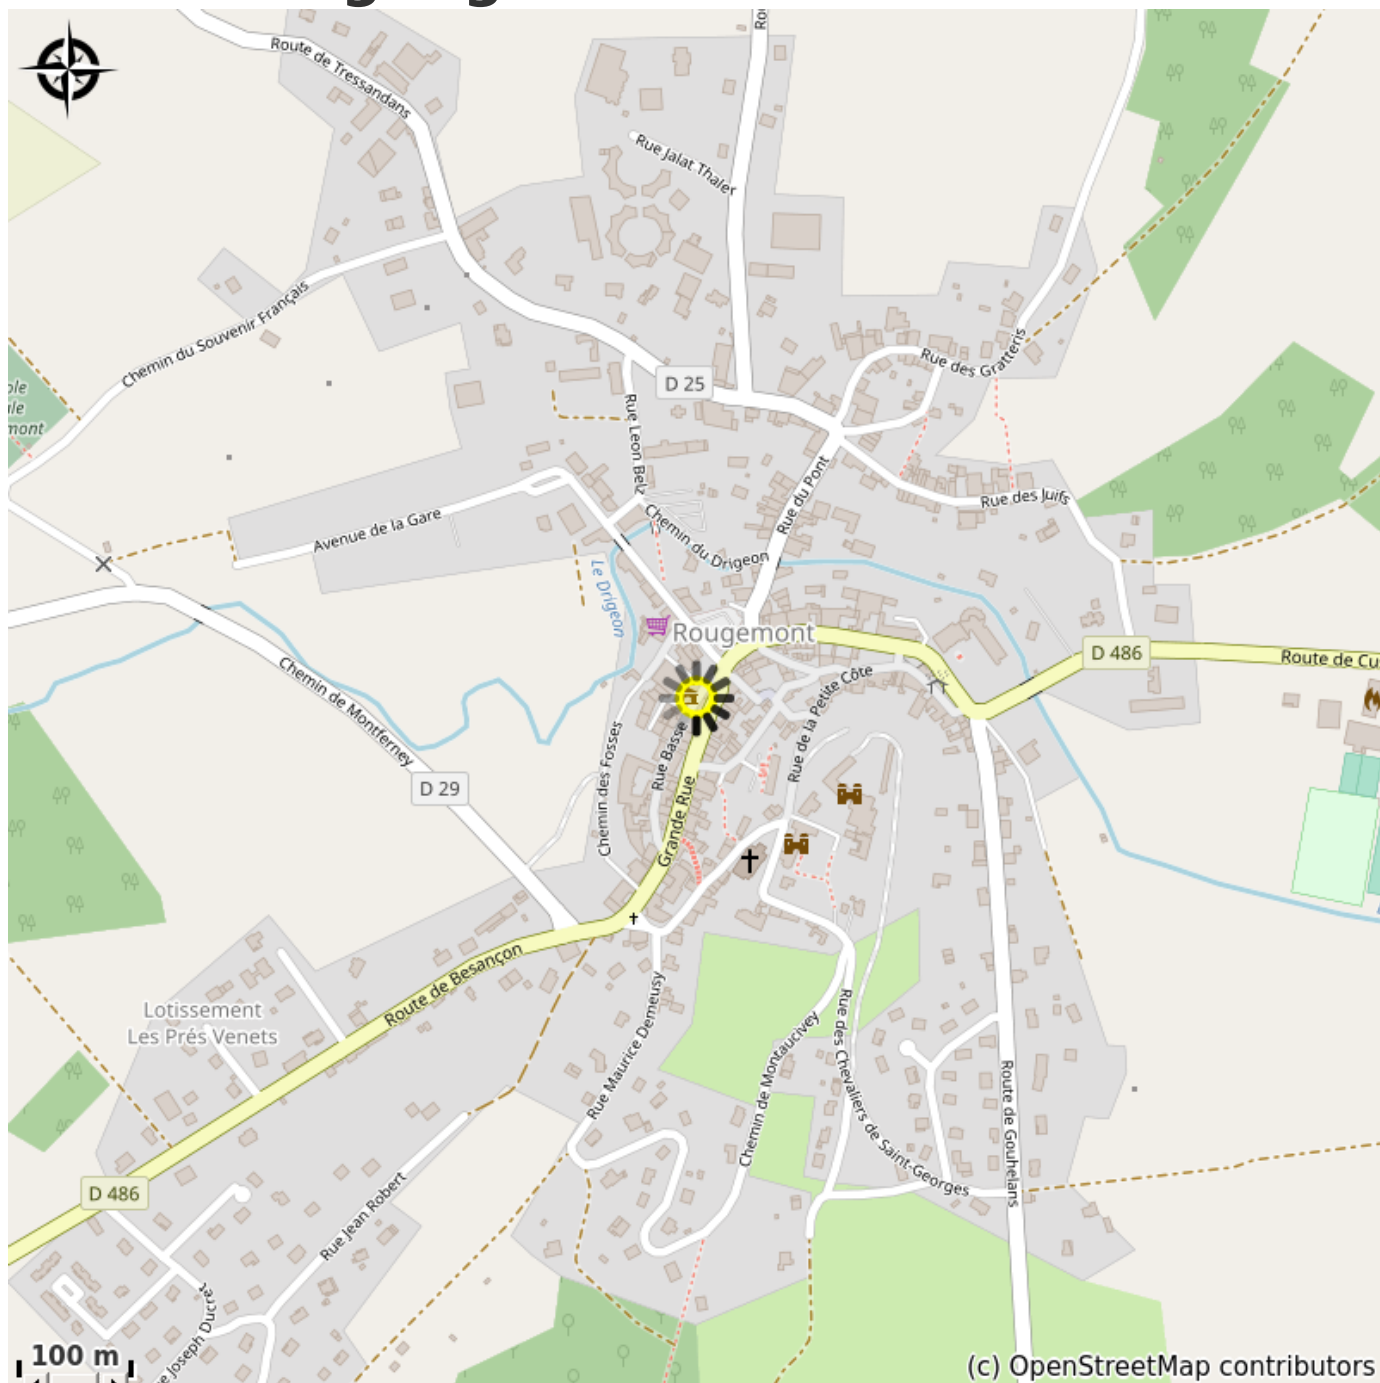 Route de Tressandans
Rue Jalat Thaler
Chemin du Souvenir Français
Rue des Gratteris
D 25
Rue Leon Belz
Rue du Pont
Rue des Juifs
Avenue de la Gare
Chemin du Drigeon
Le Drigeon
Rougemont
D 486
Route de Cu
Chemin de Montferney
Rue de la Petite Côte
Rue Basse
Chemin des Fosses
D 29
Grande Rue
Route de Besançon
Lotissement
Les Prés Venets
Rue Maurice Demeusy
Chemin de Montaucivey
Rue des Chevaliers de Saint-Georges
Route de Gouhelans
D 486
Rue Jean Robert
Joseph Ducret
100 m
(c) OpenStreetMap contributors